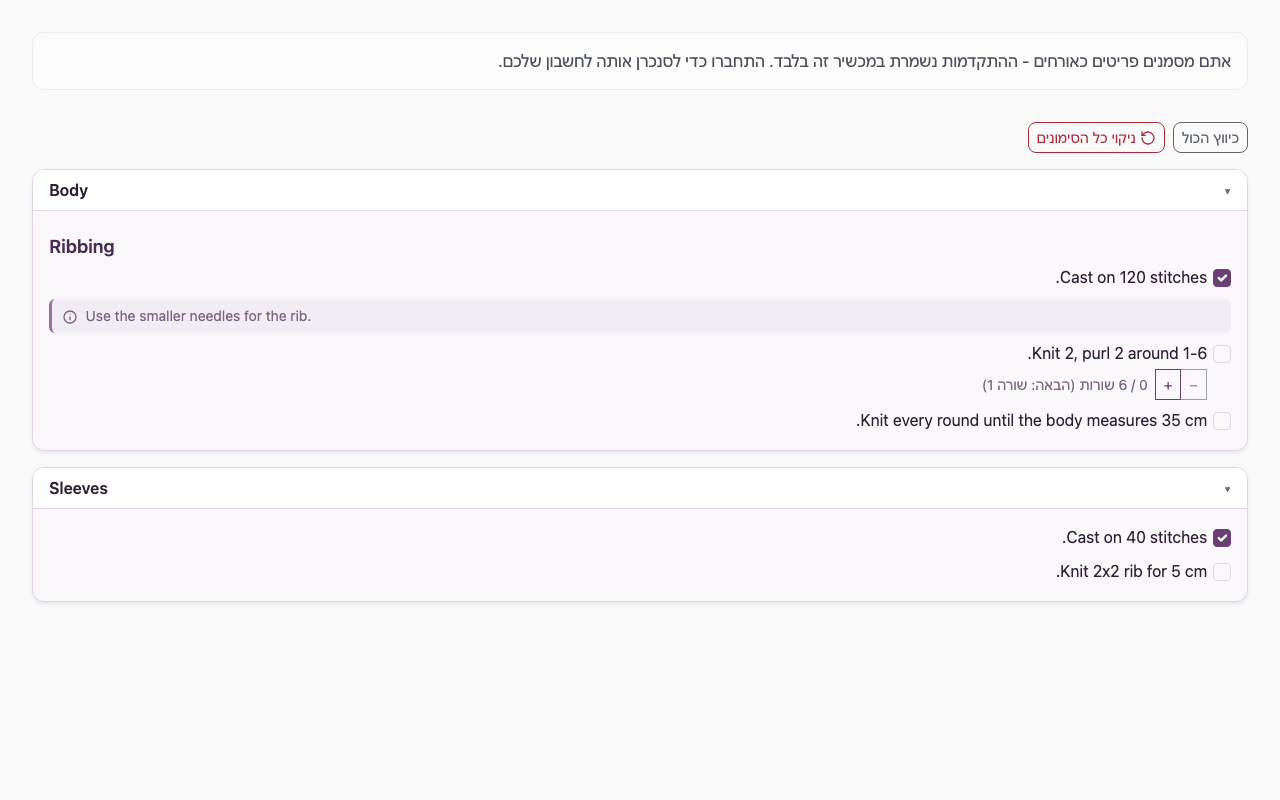 אתם מסמנים פריטים כאורחים - ההתקדמות נשמרת במכשיר זה בלבד. התחברו כדי לסנכרן אותה לחשבון שלכם.
כיווץ הכול
ניקוי כל הסימונים
Body
Ribbing
Cast on 120 stitches.
Use the smaller needles for the rib.
1-6 Knit 2, purl 2 around.
− + 0 / 6 שורות (הבאה: שורה 1)
Knit every round until the body measures 35 cm.
Sleeves
Cast on 40 stitches.
Knit 2x2 rib for 5 cm.